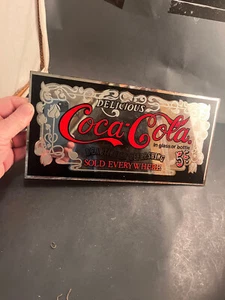 DELICIOUS
Coca-Cola
in glass or bottle
5¢
SOLD EVERYWHERE